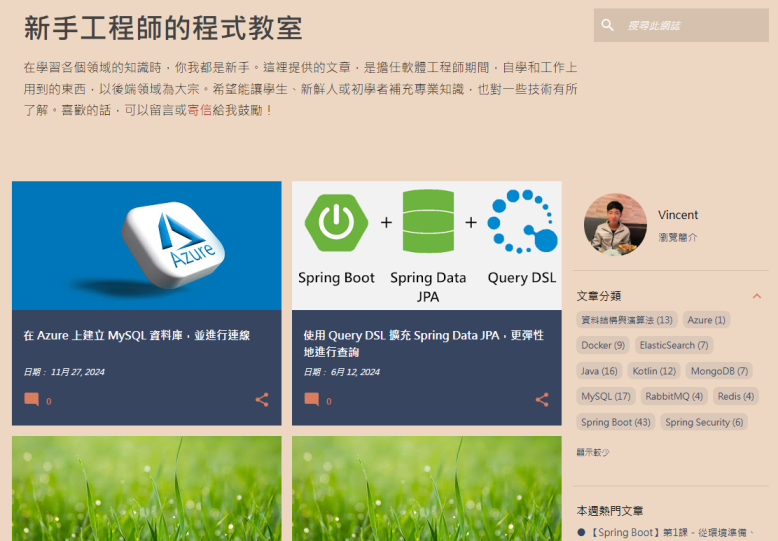 新手工程師的程式教室
搜尋此網誌
在學習各個領域的知識時，你我都是新手。這裡提供的文章，是擔任軟體工程師期間，自學和工作上
用到的東西，以後端領域為大宗。希望能讓學生、新鮮人或初學者補充專業知識，也對一些技術有所
了解。喜歡的話，可以留言或寄信給我鼓勵！
Azure
在 Azure 上建立 MySQL 資料庫，並進行連線
日期： 11月 27, 2024
0
Spring Boot + Spring Data JPA + Query DSL
使用 Query DSL 擴充 Spring Data JPA，更彈性
地進行查詢
日期： 6月 12, 2024
0
Vincent
瀏覽簡介
文章分類
資料結構與演算法 (13) Azure (1)
Docker (9) ElasticSearch (7)
Java (16) Kotlin (12) MongoDB (7)
MySQL (17) RabbitMQ (4) Redis (4)
Spring Boot (43) Spring Security (6)
顯示較少
本週熱門文章
●【Spring Boot】第1課－從環境準備、